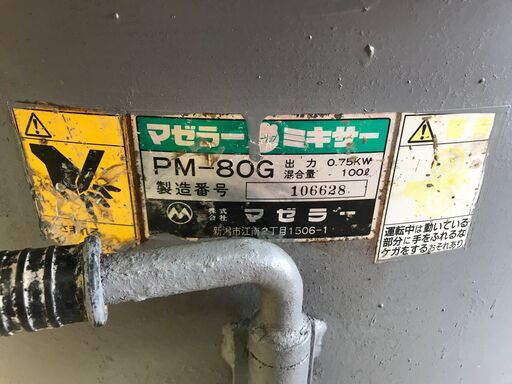 マゼラー ミキサー
PM-80G 出力 0.75KW
混合量 100ℓ
製造番号 106628
株式会社 マゼラー
新潟市江南2丁目1506-1
運転中は動いている
部分に手をふれるな
ケガをするおそれあり